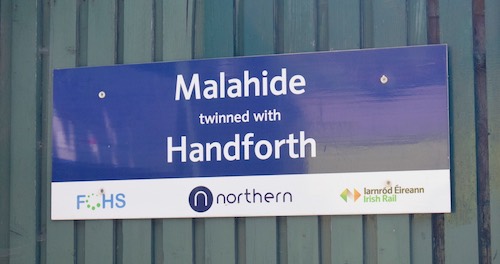 Malahide
twinned with
Handforth
FOHS
n northern
Iarnród Éireann
Irish Rail